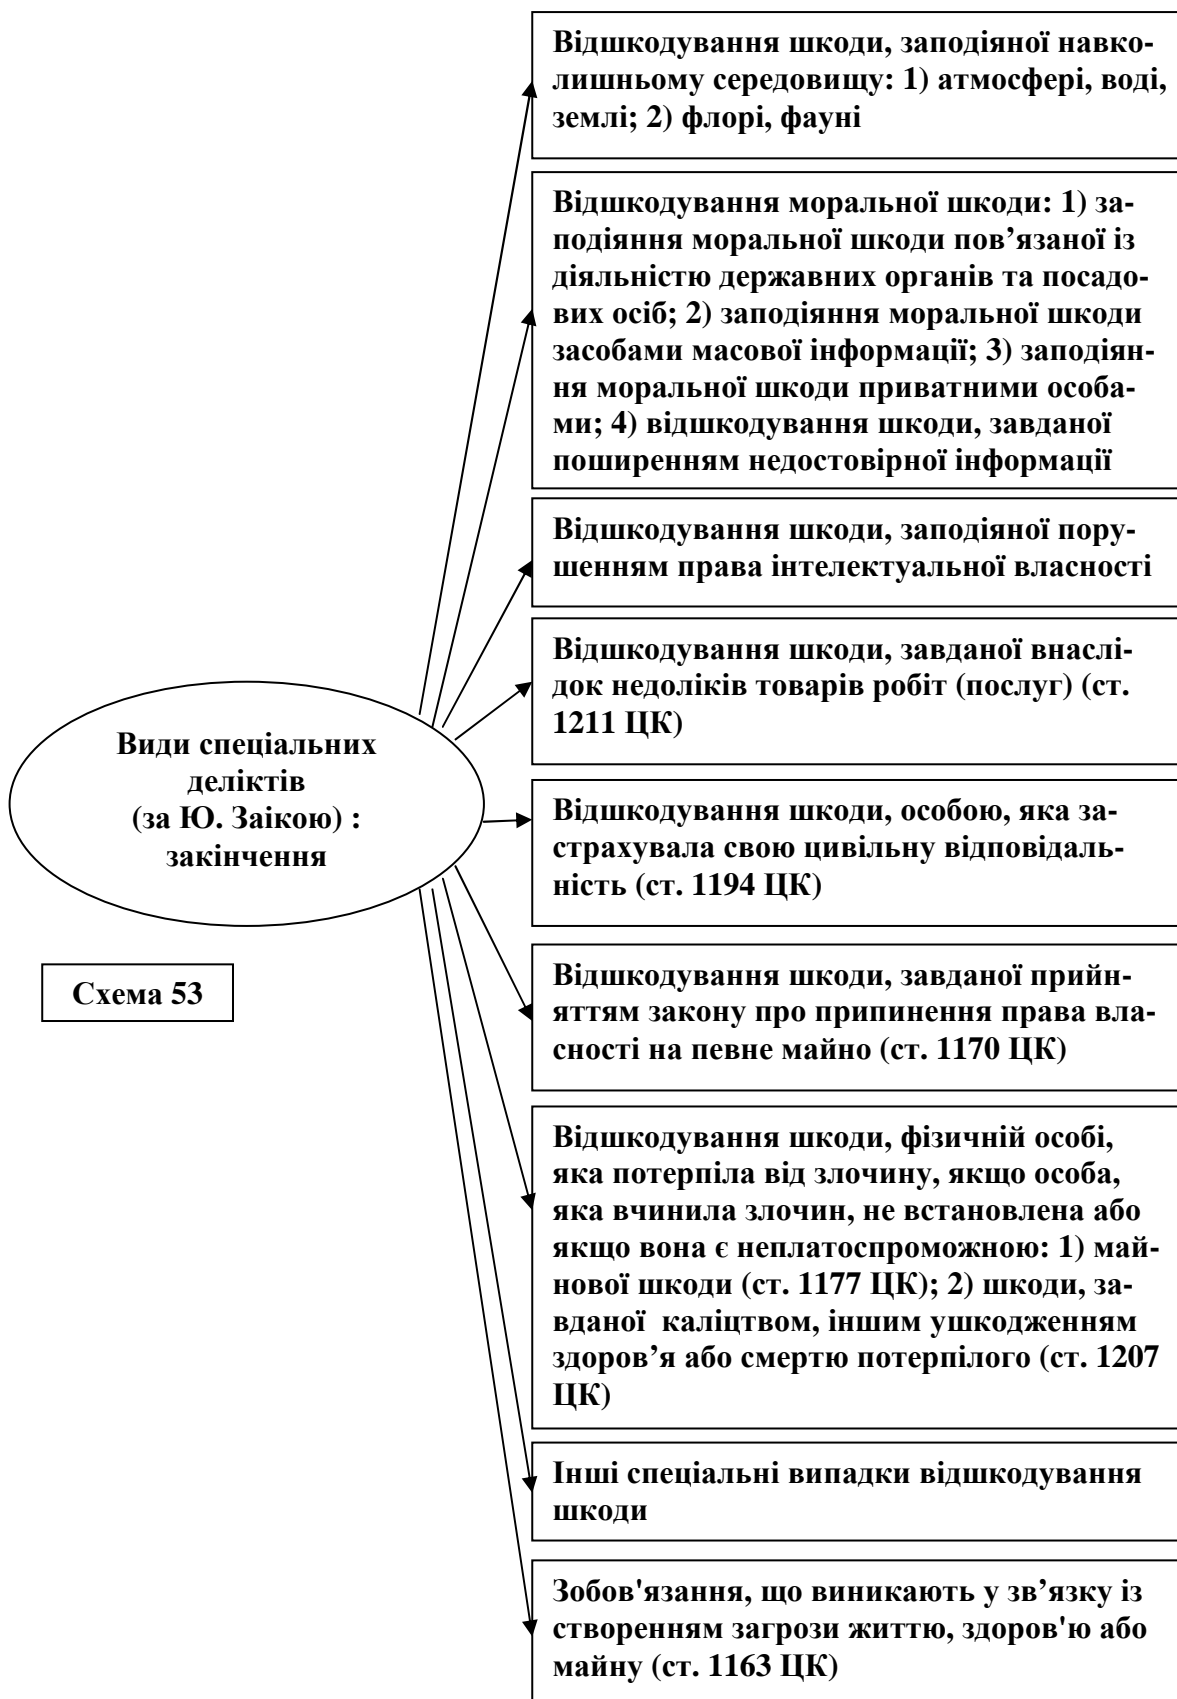 Відшкодування шкоди, заподіяної навко-
лишньому середовищу: 1) атмосфері, воді,
землі; 2) флорі, фауні
Відшкодування моральної шкоди: 1) за-
подіяння моральної шкоди пов’язаної із
діяльністю державних органів та посадо-
вих осіб; 2) заподіяння моральної шкоди
засобами масової інформації; 3) заподіян-
ня моральної шкоди приватними особа-
ми; 4) відшкодування шкоди, завданої
поширенням недостовірної інформації
Відшкодування шкоди, заподіяної пору-
шенням права інтелектуальної власності
Відшкодування шкоди, завданої внаслі-
док недоліків товарів робіт (послуг) (ст.
1211 ЦК)
Види спеціальних
деліктів
(за Ю. Заікою) :
закінчення
Відшкодування шкоди, особою, яка за-
страхувала свою цивільну відповідаль-
ність (ст. 1194 ЦК)
Схема 53
Відшкодування шкоди, завданої прийн-
яттям закону про припинення права вла-
сності на певне майно (ст. 1170 ЦК)
Відшкодування шкоди, фізичній особі,
яка потерпіла від злочину, якщо особа,
яка вчинила злочин, не встановлена або
якщо вона є неплатоспроможною: 1) май-
нової шкоди (ст. 1177 ЦК); 2) шкоди, за-
вданої каліцтвом, іншим ушкодженням
здоров’я або смертю потерпілого (ст. 1207
ЦК)
Інші спеціальні випадки відшкодування
шкоди
Зобов'язання, що виникають у зв’язку із
створенням загрози життю, здоров'ю або
майну (ст. 1163 ЦК)